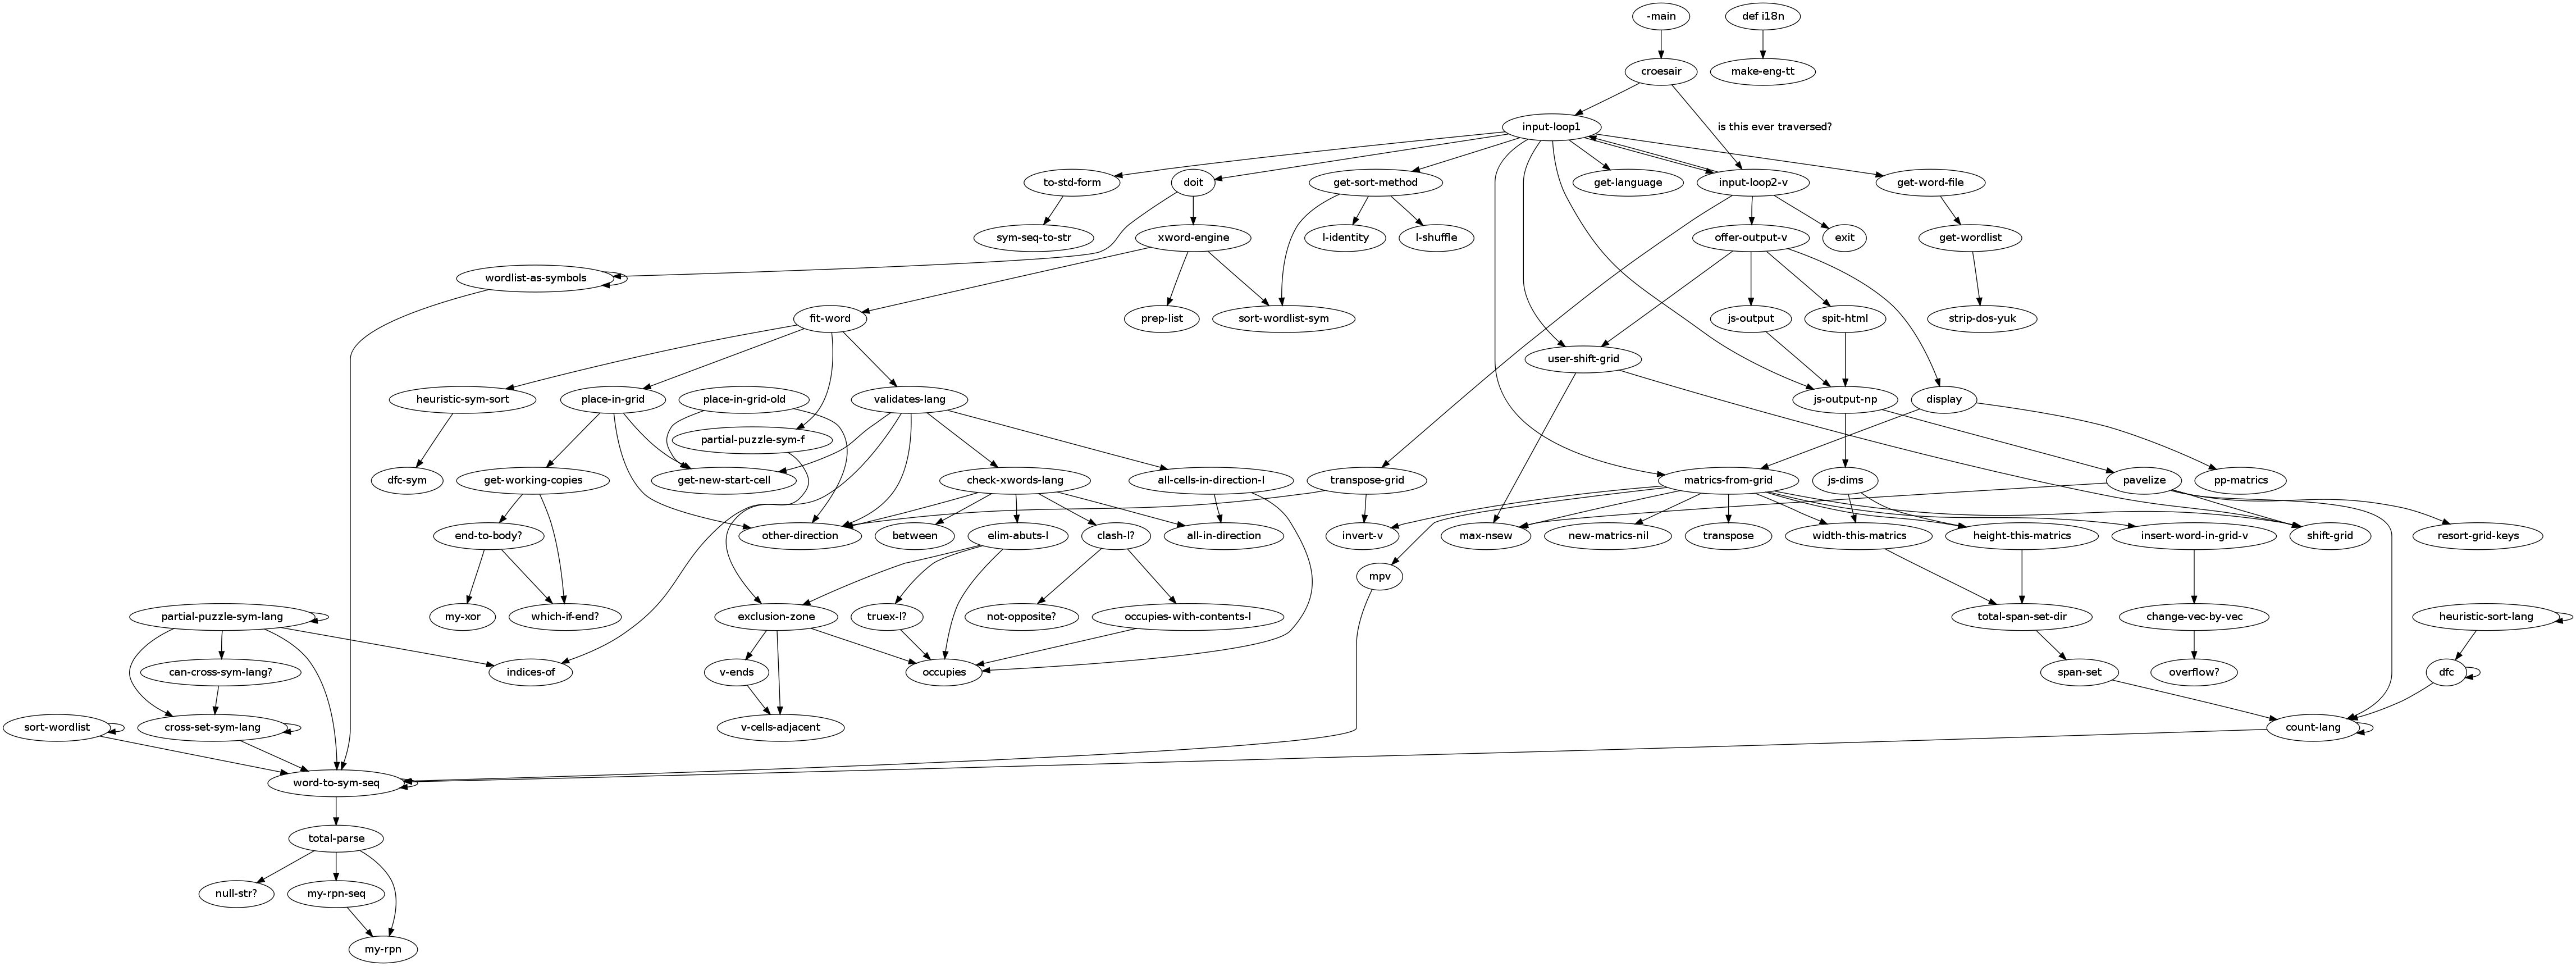 -main
def i18n
croesair
make-eng-tt
input-loop1
is this ever traversed?
to-std-form
doit
get-sort-method
get-language
input-loop2-v
get-word-file
sym-seq-to-str
xword-engine
l-identity
l-shuffle
offer-output-v
exit
get-wordlist
wordlist-as-symbols
fit-word
prep-list
sort-wordlist-sym
js-output
spit-html
strip-dos-yuk
user-shift-grid
heuristic-sym-sort
place-in-grid
place-in-grid-old
validates-lang
js-output-np
display
partial-puzzle-sym-f
dfc-sym
get-working-copies
get-new-start-cell
check-xwords-lang
all-cells-in-direction-l
transpose-grid
matrics-from-grid
js-dims
pavelize
pp-matrics
end-to-body?
other-direction
between
elim-abuts-l
clash-l?
all-in-direction
invert-v
max-nsew
new-matrics-nil
transpose
width-this-matrics
height-this-matrics
insert-word-in-grid-v
shift-grid
resort-grid-keys
mpv
partial-puzzle-sym-lang
my-xor
which-if-end?
exclusion-zone
truex-l?
not-opposite?
occupies-with-contents-l
total-span-set-dir
change-vec-by-vec
heuristic-sort-lang
can-cross-sym-lang?
indices-of
v-ends
occupies
span-set
overflow?
dfc
sort-wordlist
cross-set-sym-lang
v-cells-adjacent
count-lang
word-to-sym-seq
total-parse
null-str?
my-rpn-seq
my-rpn